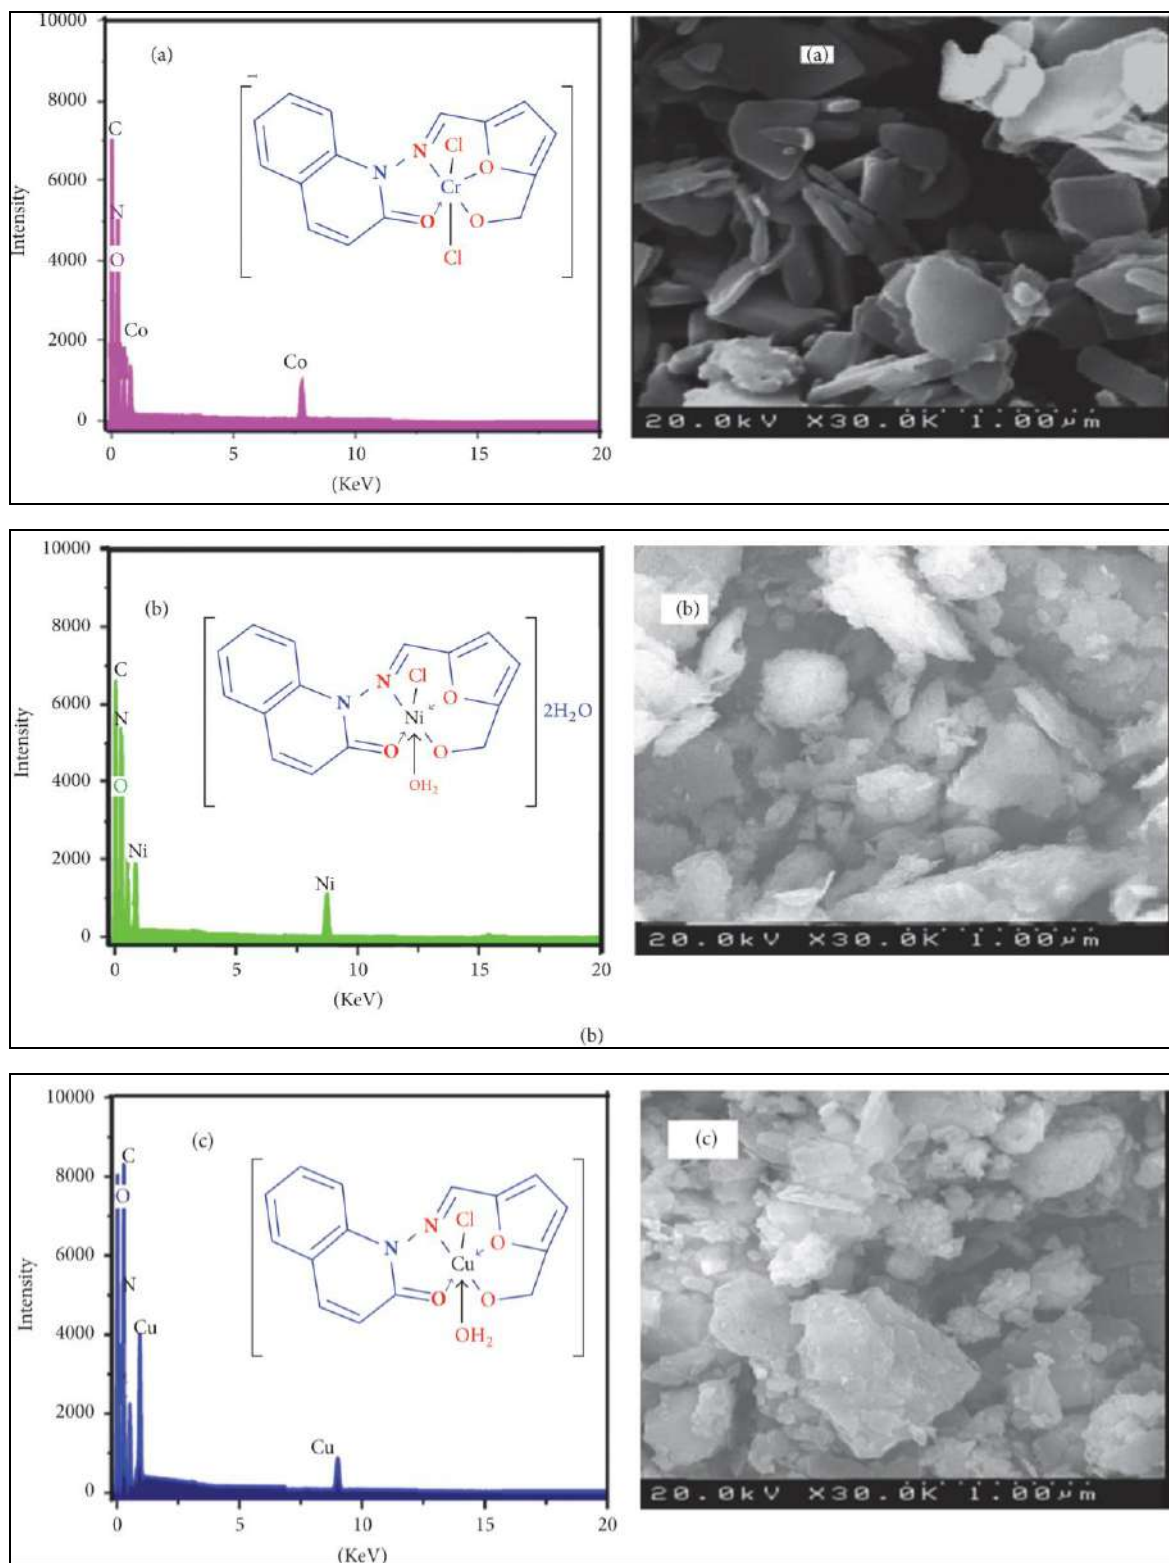 10000
8000
6000
4000
2000
0
Intensity
(a)
C
N
O
Co
Co
−
N
N
O
Cl
Cr
O
O
Cl
0
5
10
15
20
(KeV)
(a)
20.0kV X30.0K 1.00µm
10000
8000
6000
4000
2000
0
Intensity
(b)
C
N
O
Ni
Ni
N
N
O
Cl
Ni
O
O
OH₂
2H₂O
0
5
10
15
20
(KeV)
(b)
20.0kV X30.0K 1.00µm
(b)
10000
8000
6000
4000
2000
0
Intensity
(c)
C
O
N
Cu
Cu
N
N
O
Cl
Cu
O
O
OH₂
0
5
10
15
20
(KeV)
(c)
20.0kV X30.0K 1.00µm